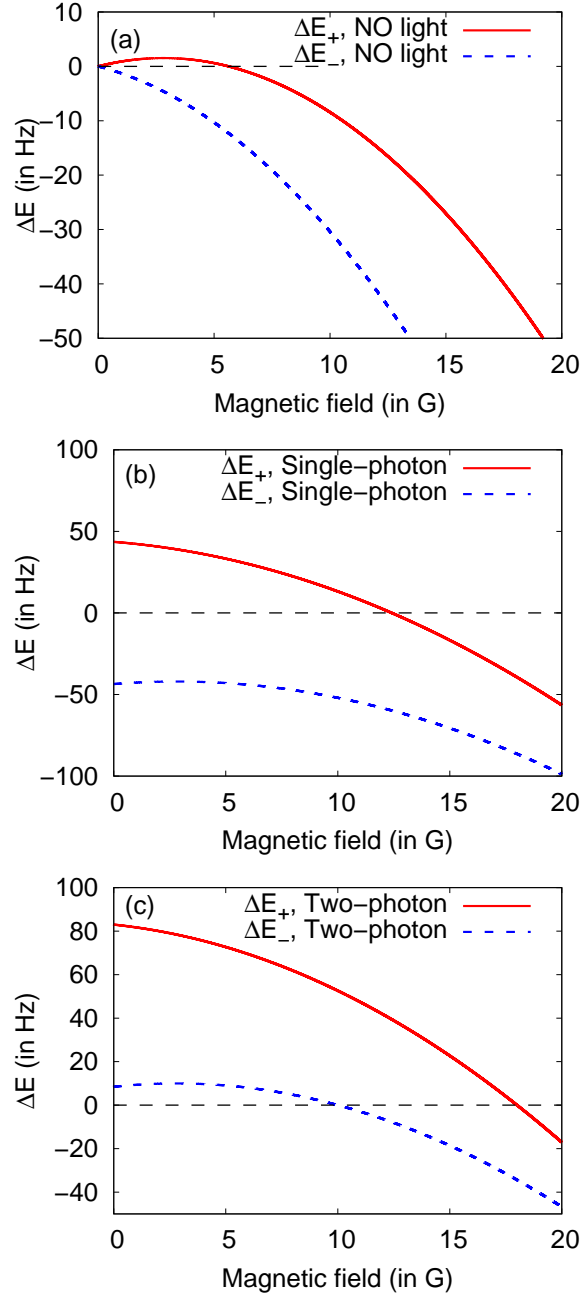 (a)
ΔE+, NO light
ΔE−, NO light
10
0
−10
−20
−30
−40
−50
ΔE (in Hz)
0 5 10 15 20
Magnetic field (in G)
(b)
ΔE+, Single−photon
ΔE−, Single−photon
100
50
0
−50
−100
ΔE (in Hz)
0 5 10 15 20
Magnetic field (in G)
(c)
ΔE+, Two−photon
ΔE−, Two−photon
100
80
60
40
20
0
−20
−40
ΔE (in Hz)
0 5 10 15 20
Magnetic field (in G)